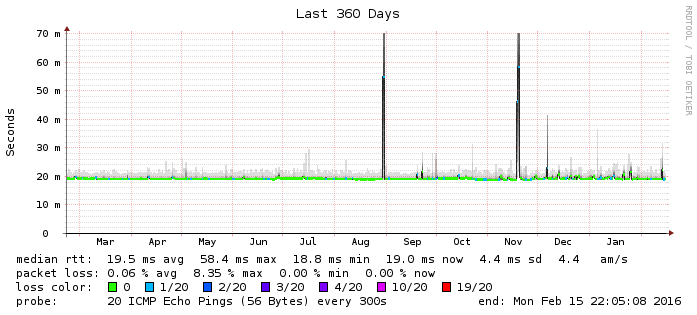 Last 360 Days
RRDTOOL / TOBI OETIKER
Seconds
70 m
60 m
50 m
40 m
30 m
20 m
10 m
0
Mar Apr May Jun Jul Aug Sep Oct Nov Dec Jan
median rtt: 19.5 ms avg 58.4 ms max 18.8 ms min 19.0 ms now 4.4 ms sd 4.4 am/s
packet loss: 0.06 % avg 8.35 % max 0.00 % min 0.00 % now
loss color: 0 1/20 2/20 3/20 4/20 10/20 19/20
probe: 20 ICMP Echo Pings (56 Bytes) every 300s end: Mon Feb 15 22:05:08 2016